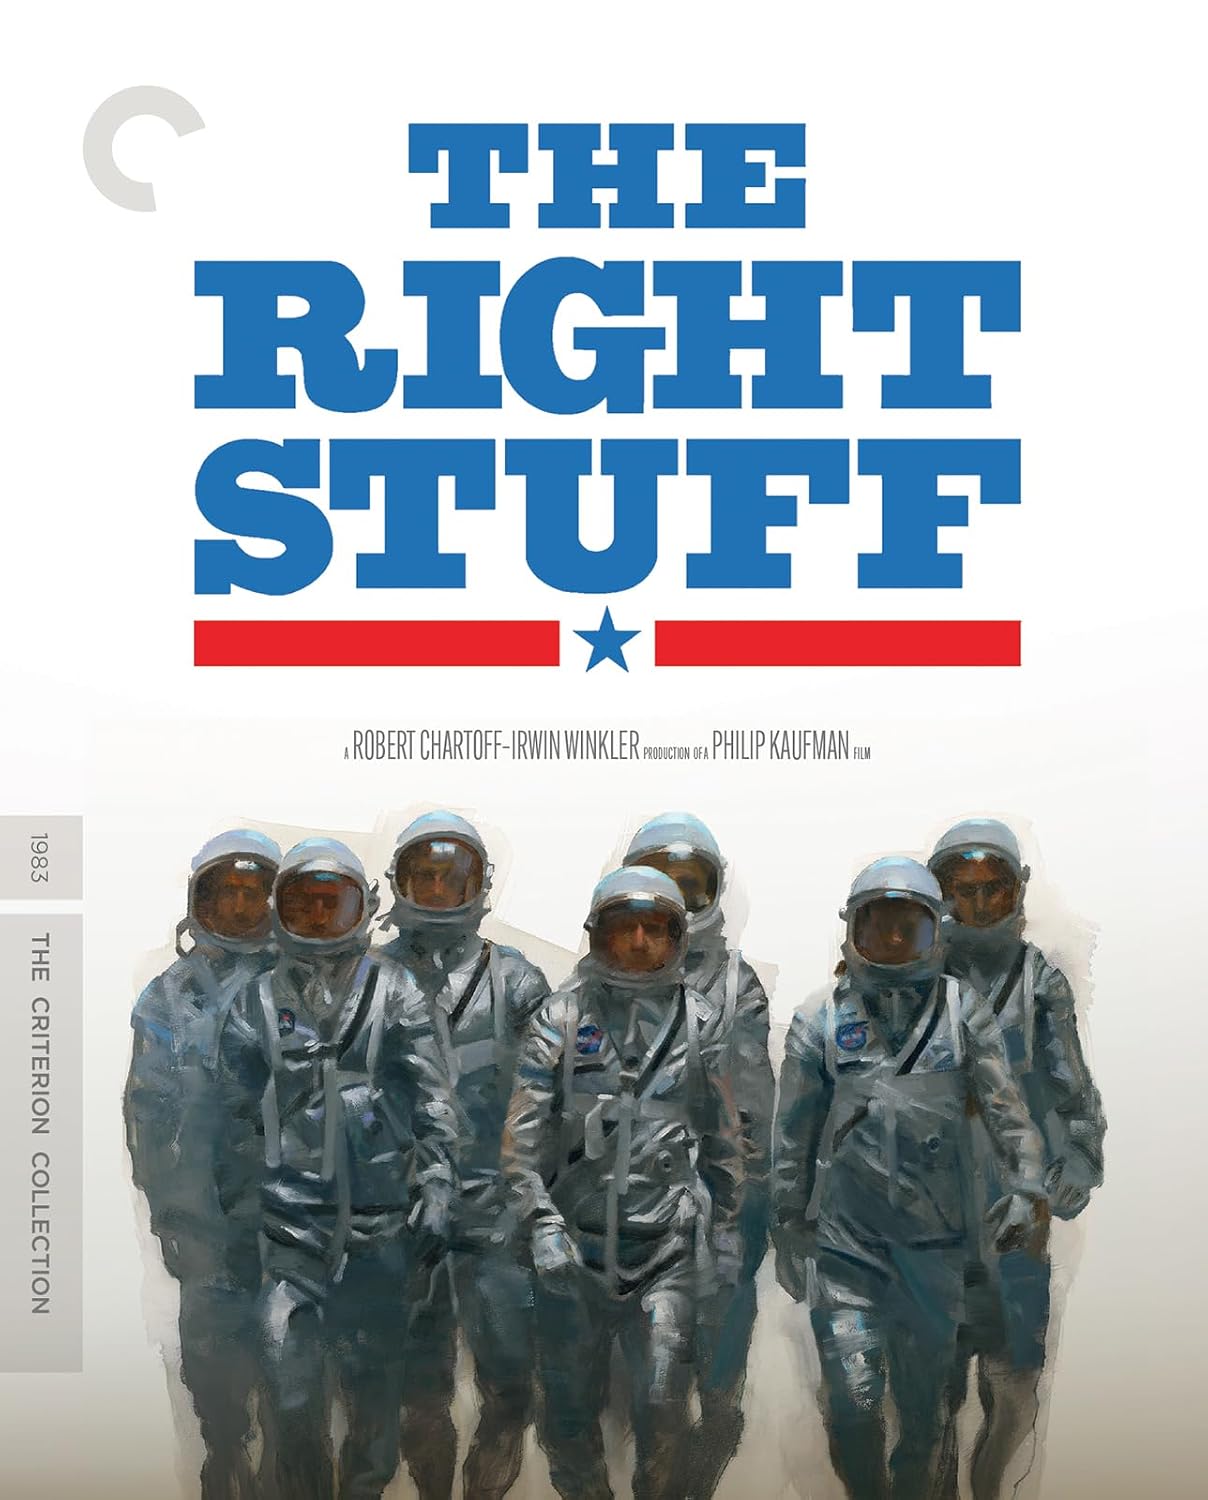 THE
RIGHT
STUFF
A ROBERT CHARTOFF-IRWIN WINKLER PRODUCTION OF A PHILIP KAUFMAN FILM
1983
THE CRITERION COLLECTION